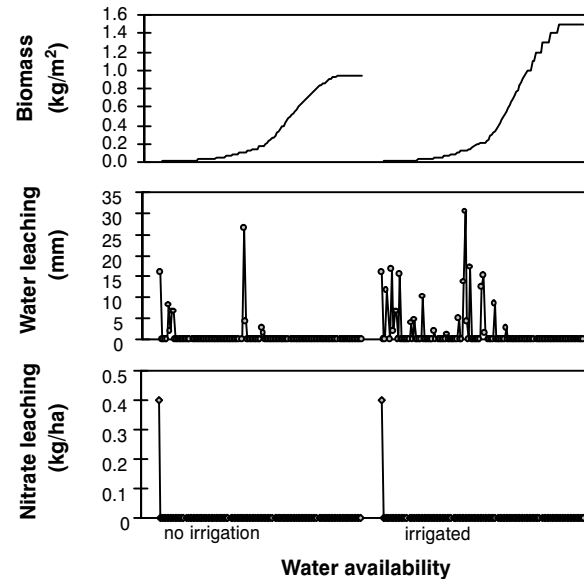 Biomass
(kg/m²)
1.6
1.4
1.2
1.0
0.8
0.6
0.4
0.2
0.0
Water leaching
(mm)
35
30
25
20
15
10
5
0
Nitrate leaching
(kg/ha)
0.5
0.4
0.3
0.2
0.1
0
no irrigation
irrigated
Water availability